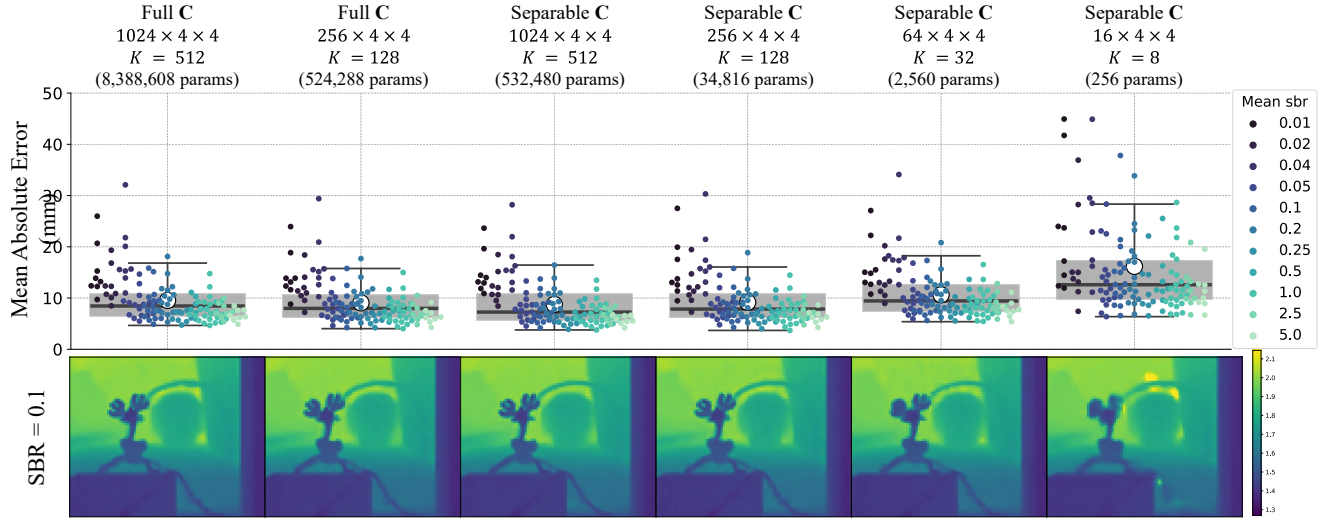 Full C
1024 × 4 × 4
K = 512
(8,388,608 params)
Full C
256 × 4 × 4
K = 128
(524,288 params)
Separable C
1024 × 4 × 4
K = 512
(532,480 params)
Separable C
256 × 4 × 4
K = 128
(34,816 params)
Separable C
64 × 4 × 4
K = 32
(2,560 params)
Separable C
16 × 4 × 4
K = 8
(256 params)
Mean Absolute Error
(mm)
50
40
30
20
10
0
Mean sbr
0.01
0.02
0.04
0.05
0.1
0.2
0.25
0.5
1.0
2.5
5.0
SBR = 0.1
2.1
2.0
1.9
1.8
1.7
1.6
1.5
1.4
1.3